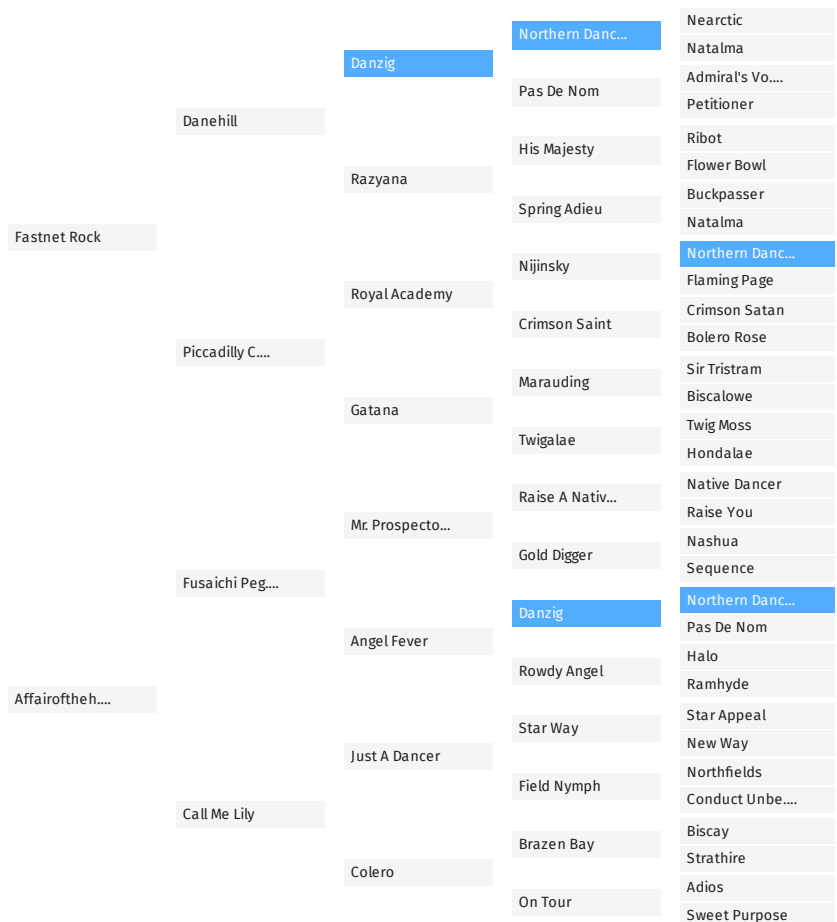 Nearctic
Northern Danc...
Natalma
Danzig
Admiral's Vo....
Pas De Nom
Petitioner
Danehill
Ribot
His Majesty
Flower Bowl
Razyana
Buckpasser
Spring Adieu
Natalma
Fastnet Rock
Northern Danc...
Nijinsky
Flaming Page
Royal Academy
Crimson Satan
Crimson Saint
Bolero Rose
Piccadilly C....
Sir Tristram
Marauding
Biscalowe
Gatana
Twig Moss
Twigalae
Hondalae
Native Dancer
Raise A Nativ...
Raise You
Mr. Prospecto...
Nashua
Gold Digger
Sequence
Fusaichi Peg....
Northern Danc...
Danzig
Pas De Nom
Angel Fever
Halo
Rowdy Angel
Ramhyde
Affairoftheh....
Star Appeal
Star Way
New Way
Just A Dancer
Northfields
Field Nymph
Conduct Unbe....
Call Me Lily
Biscay
Brazen Bay
Strathire
Colero
Adios
On Tour
Sweet Purpose